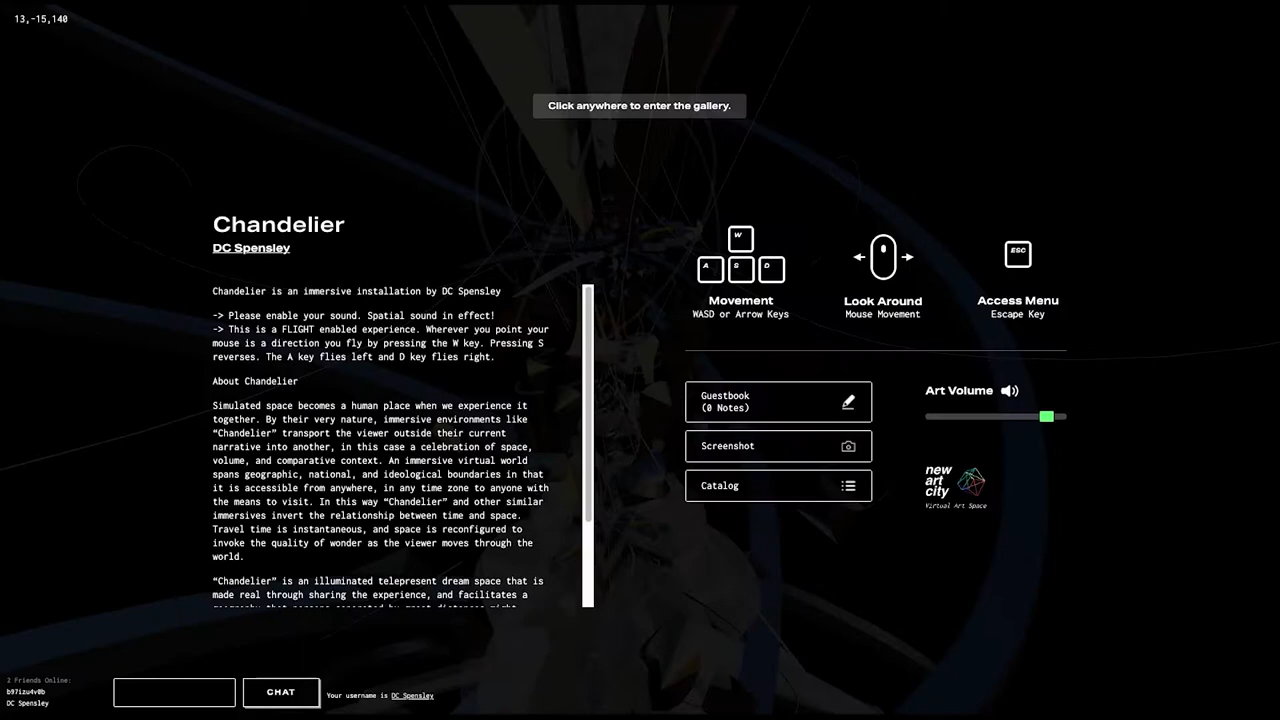 13,-15,140
Click anywhere to enter the gallery.
Chandelier
DC Spensley
Chandelier is an immersive installation by DC Spensley
-> Please enable your sound. Spatial sound in effect!
-> This is a FLIGHT enabled experience. Wherever you point your
mouse is a direction you fly by pressing the W key. Pressing S
reverses. The A key flies left and D key flies right.
About Chandelier
Simulated space becomes a human place when we experience it
together. By their very nature, immersive environments like
“Chandelier” transport the viewer outside their current
narrative into another, in this case a celebration of space,
volume, and comparative context. An immersive virtual world
spans geographic, national, and ideological boundaries in that
it is accessible from anywhere, in any time zone to anyone with
the means to visit. In this way “Chandelier” and other similar
immersives invert the relationship between time and space.
Travel time is instantaneous, and space is reconfigured to
invoke the quality of wonder as the viewer moves through the
world.
“Chandelier” is an illuminated telepresent dream space that is
made real through sharing the experience, and facilitates a
geography that persons separated by great distances might
W
A S D
Movement
WASD or Arrow Keys
Look Around
Mouse Movement
ESC
Access Menu
Escape Key
Guestbook
(0 Notes)
Screenshot
Catalog
Art Volume
new
art
city
Virtual Art Space
2 Friends Online:
b97izu4v0b
DC Spensley
CHAT
Your username is DC Spensley